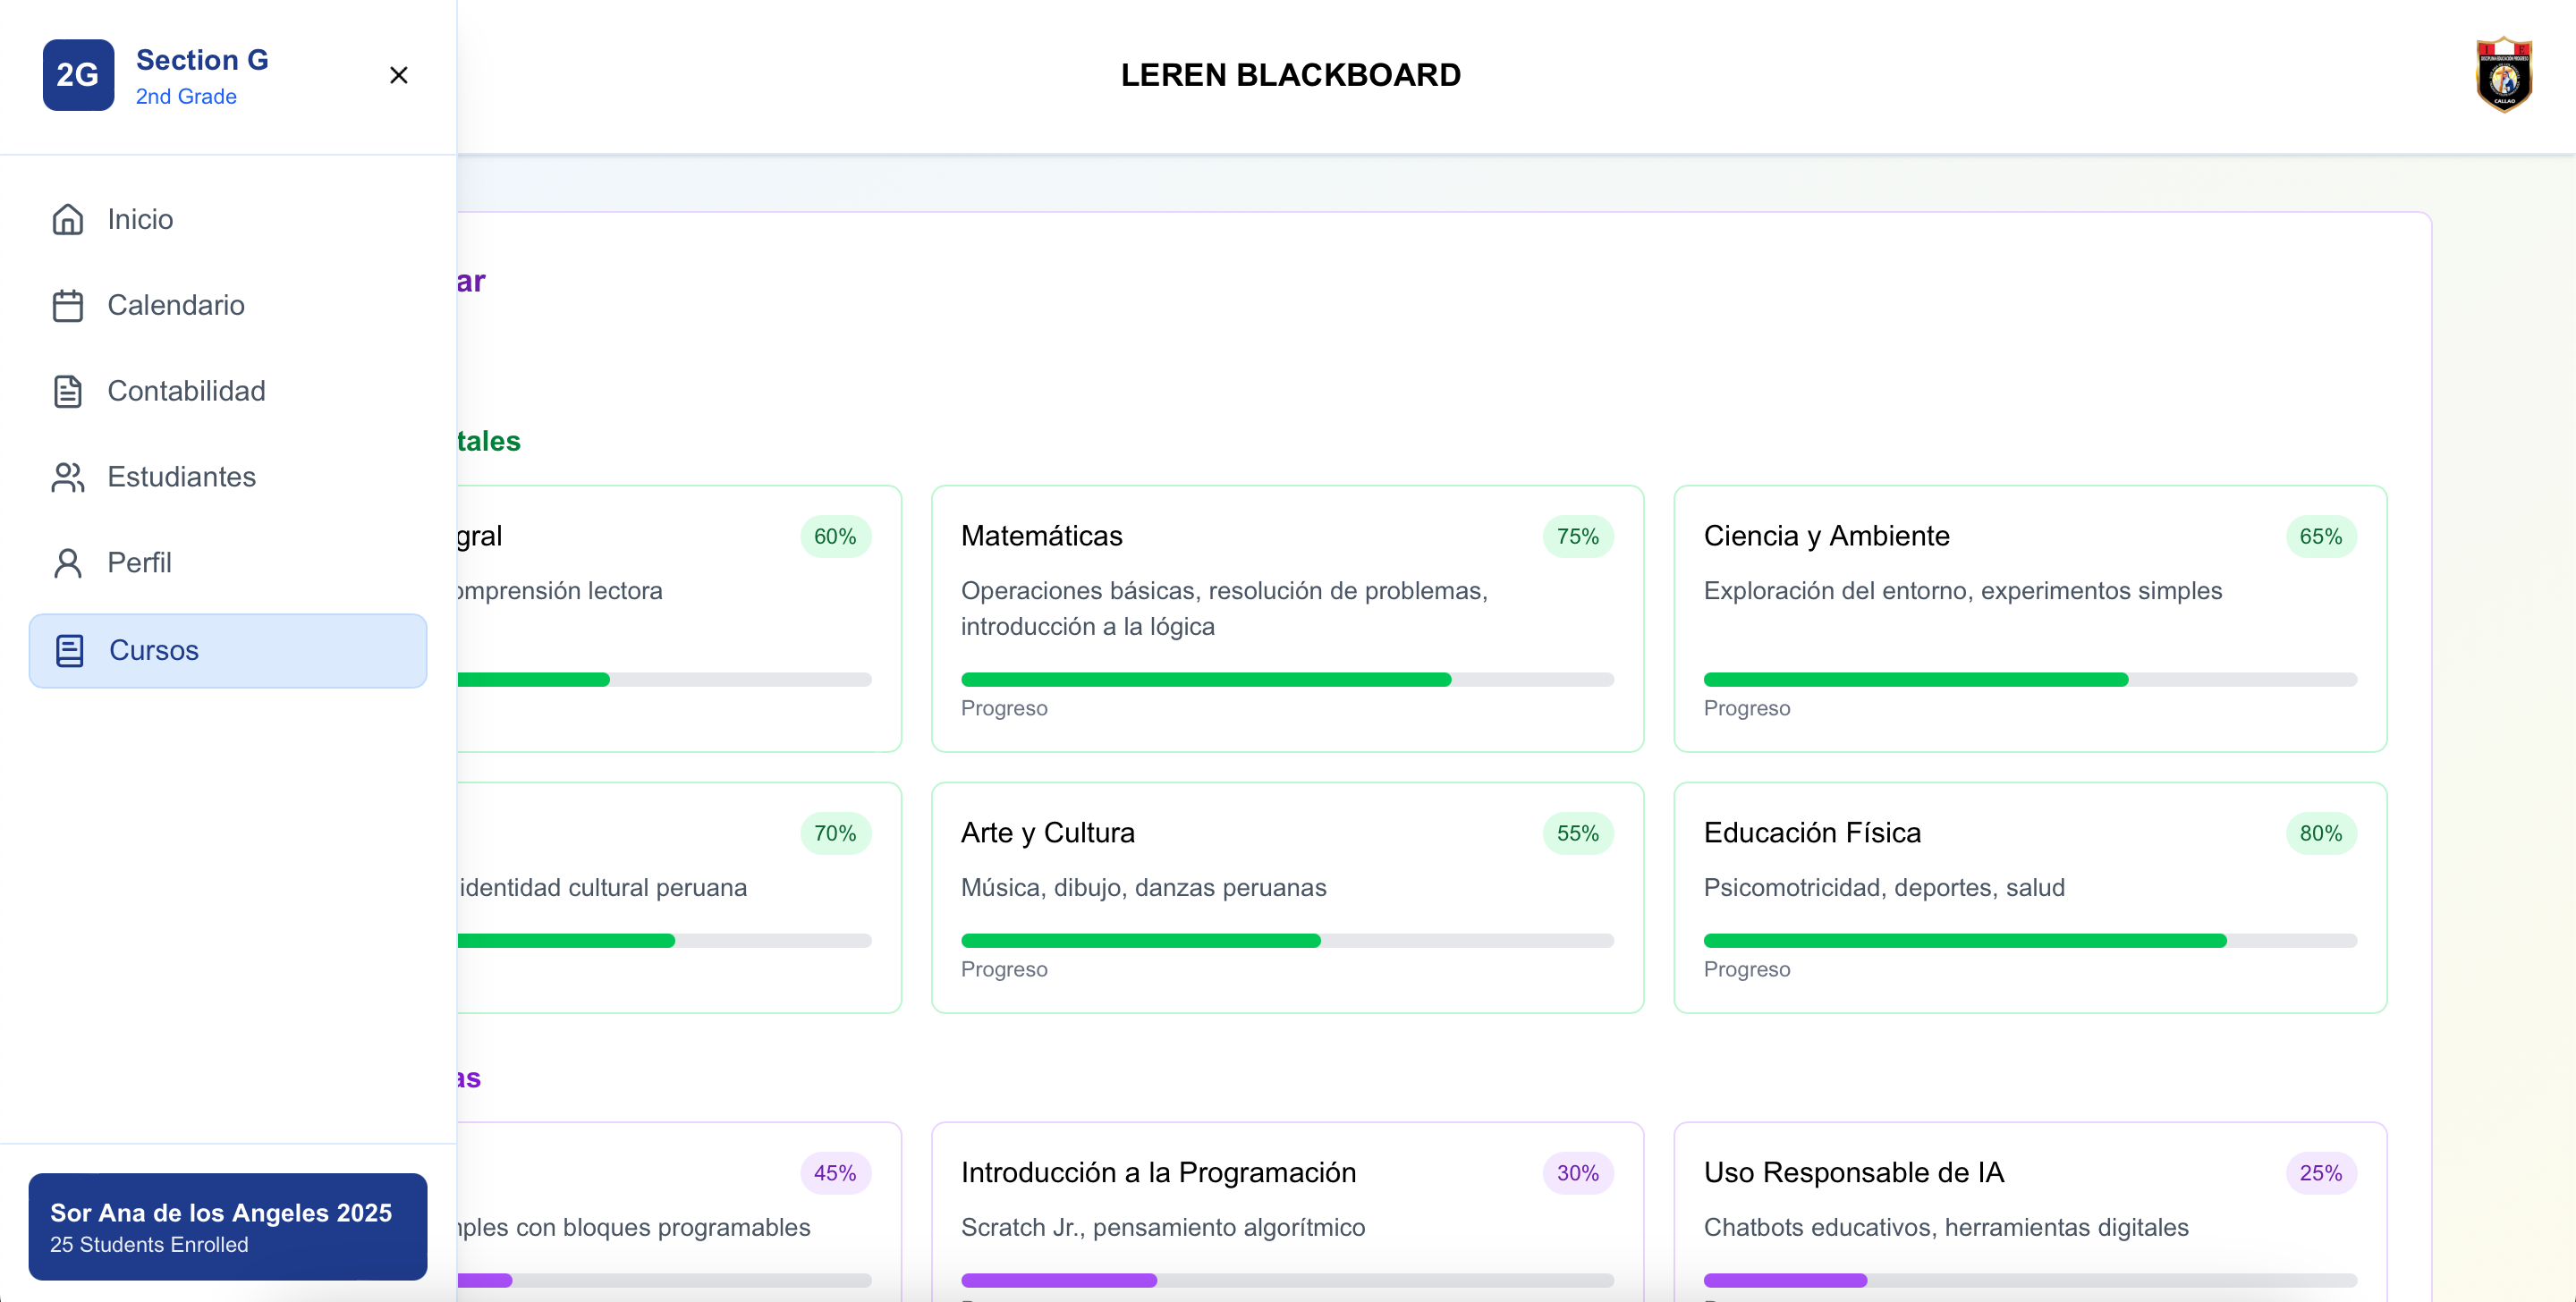 2G
Section G
2nd Grade
LEREN BLACKBOARD
I E
CALLAO
Inicio
Calendario
Contabilidad
Estudiantes
Perfil
Cursos
Sor Ana de los Angeles 2025
25 Students Enrolled
ar
tales
gral
60%
omprensión lectora
Matemáticas
75%
Operaciones básicas, resolución de problemas,
introducción a la lógica
Progreso
Ciencia y Ambiente
65%
Exploración del entorno, experimentos simples
Progreso
70%
identidad cultural peruana
Arte y Cultura
55%
Música, dibujo, danzas peruanas
Progreso
Educación Física
80%
Psicomotricidad, deportes, salud
Progreso
as
45%
mples con bloques programables
Introducción a la Programación
30%
Scratch Jr., pensamiento algorítmico
Uso Responsable de IA
25%
Chatbots educativos, herramientas digitales